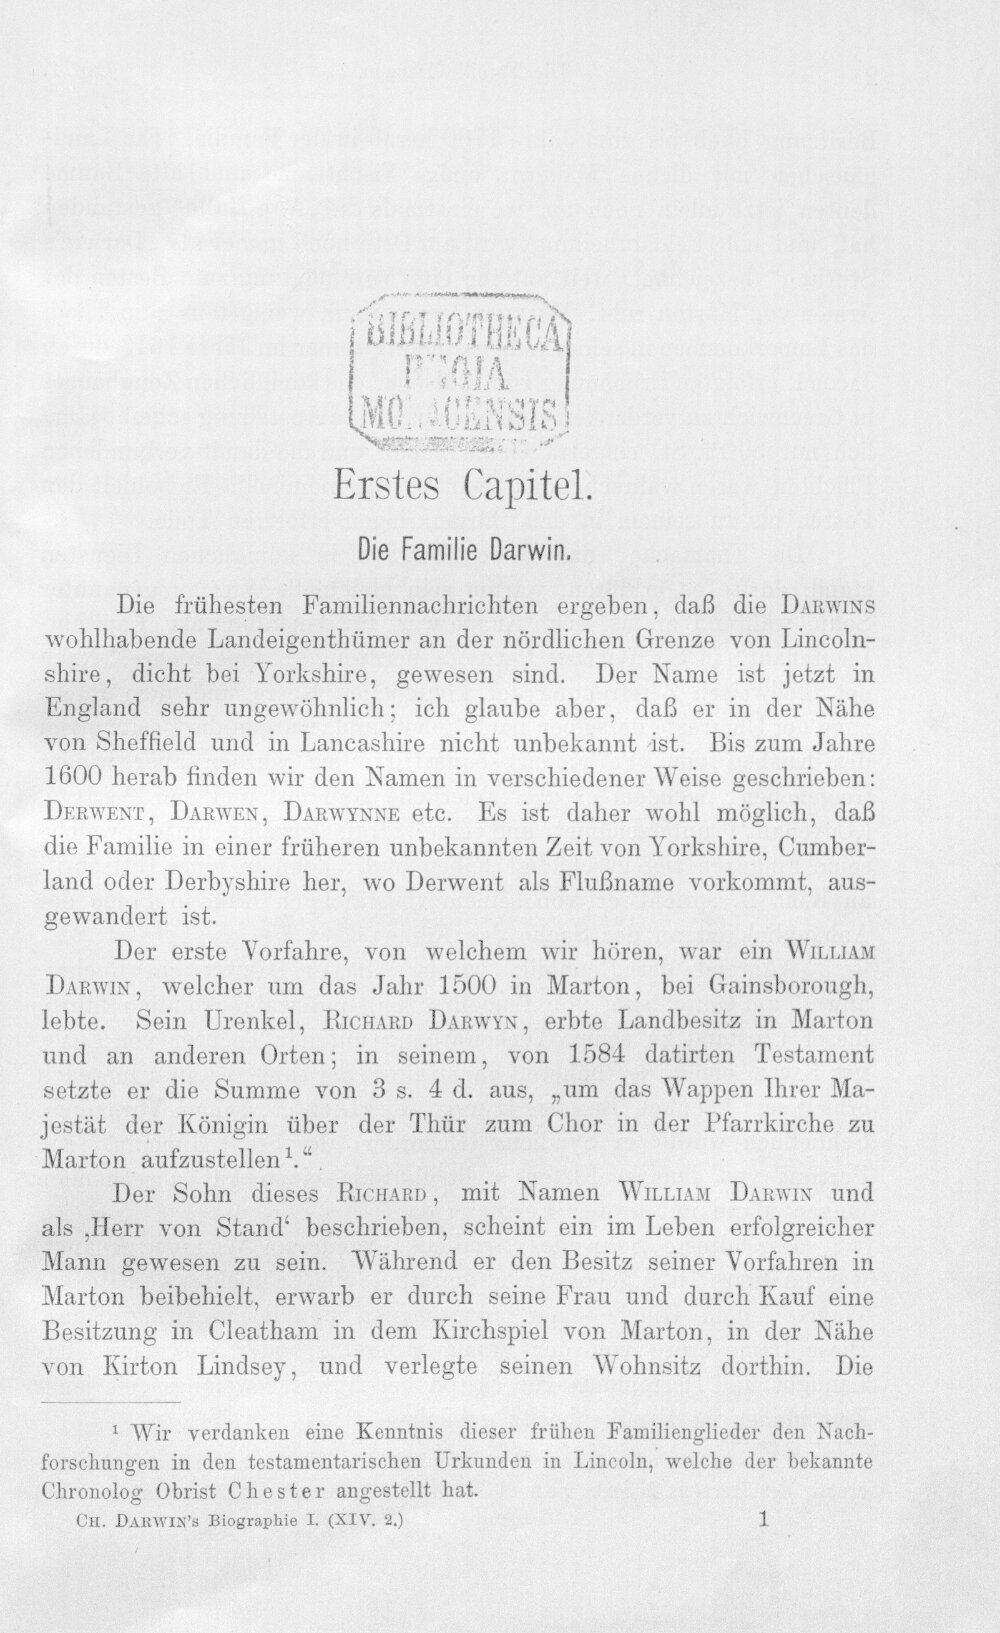 BIBLIOTHECA
REGIA
MONACENSIS
Erstes Capitel.
Die Familie Darwin.
Die frühesten Familiennachrichten ergeben, daß die DARWINS
wohlhabende Landeigenthümer an der nördlichen Grenze von Lincoln-
shire, dicht bei Yorkshire, gewesen sind. Der Name ist jetzt in
England sehr ungewöhnlich; ich glaube aber, daß er in der Nähe
von Sheffield und in Lancashire nicht unbekannt ist. Bis zum Jahre
1600 herab finden wir den Namen in verschiedener Weise geschrieben:
DERWENT, DARWEN, DARWYNNE etc. Es ist daher wohl möglich, daß
die Familie in einer früheren unbekannten Zeit von Yorkshire, Cumber-
land oder Derbyshire her, wo Derwent als Flußname vorkommt, aus-
gewandert ist.
Der erste Vorfahre, von welchem wir hören, war ein WILLIAM
DARWIN, welcher um das Jahr 1500 in Marton, bei Gainsborough,
lebte. Sein Urenkel, RICHARD DARWYN, erbte Landbesitz in Marton
und an anderen Orten; in seinem, von 1584 datirten Testament
setzte er die Summe von 3 s. 4 d. aus, „um das Wappen Ihrer Ma-
jestät der Königin über der Thür zum Chor in der Pfarrkirche zu
Marton aufzustellen¹.“
Der Sohn dieses RICHARD, mit Namen WILLIAM DARWIN und
als ‚Herr von Stand‘ beschrieben, scheint ein im Leben erfolgreicher
Mann gewesen zu sein. Während er den Besitz seiner Vorfahren in
Marton beibehielt, erwarb er durch seine Frau und durch Kauf eine
Besitzung in Cleatham in dem Kirchspiel von Marton, in der Nähe
von Kirton Lindsey, und verlegte seinen Wohnsitz dorthin. Die
¹ Wir verdanken eine Kenntnis dieser frühen Familienglieder den Nach-
forschungen in den testamentarischen Urkunden in Lincoln, welche der bekannte
Chronolog Obrist Chester angestellt hat.
CH. DARWIN's Biographie I. (XIV. 2.) 1